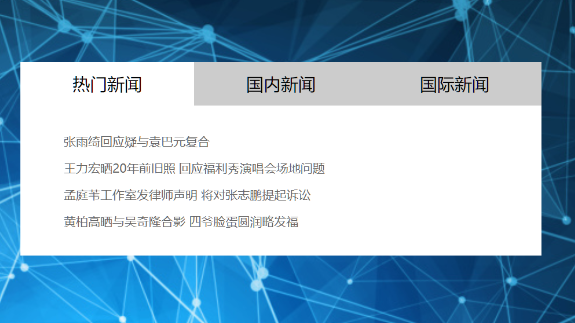 热门新闻 国内新闻 国际新闻
张雨绮回应疑与袁巴元复合
王力宏晒20年前旧照 回应福利秀演唱会场地问题
孟庭苇工作室发律师声明 将对张志鹏提起诉讼
黄柏高晒与吴奇隆合影 四爷脸蛋圆润略发福